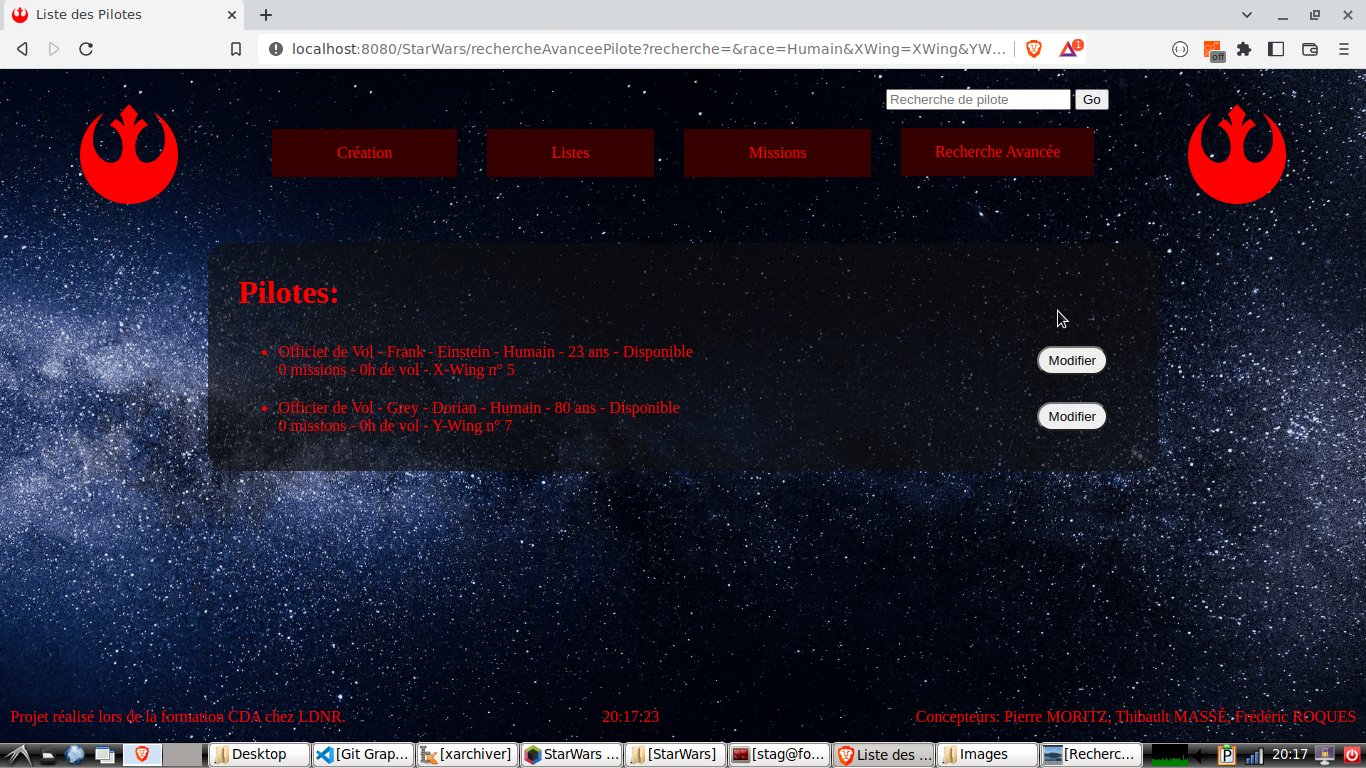 Liste des Pilotes
localhost:8080/StarWars/rechercheAvanceePilote?recherche=&race=Humain&XWing=XWing&YW...
1
off
Recherche de pilote
Go
Création
Listes
Missions
Recherche Avancée
Pilotes:
Officier de Vol - Frank - Einstein - Humain - 23 ans - Disponible
0 missions - 0h de vol - X-Wing n° 5
Modifier
Officier de Vol - Grey - Dorian - Humain - 80 ans - Disponible
0 missions - 0h de vol - Y-Wing n° 7
Modifier
Projet réalisé lors de la formation CDA chez LDNR.
20:17:23
Concepteurs: Pierre MORITZ, Thibault MASSÉ, Frédéric ROQUES
Desktop
[Git Grap...
[xarchiver]
StarWars ...
[StarWars]
[stag@fo...
Liste des ...
Images
[Recherc...
P
20:17